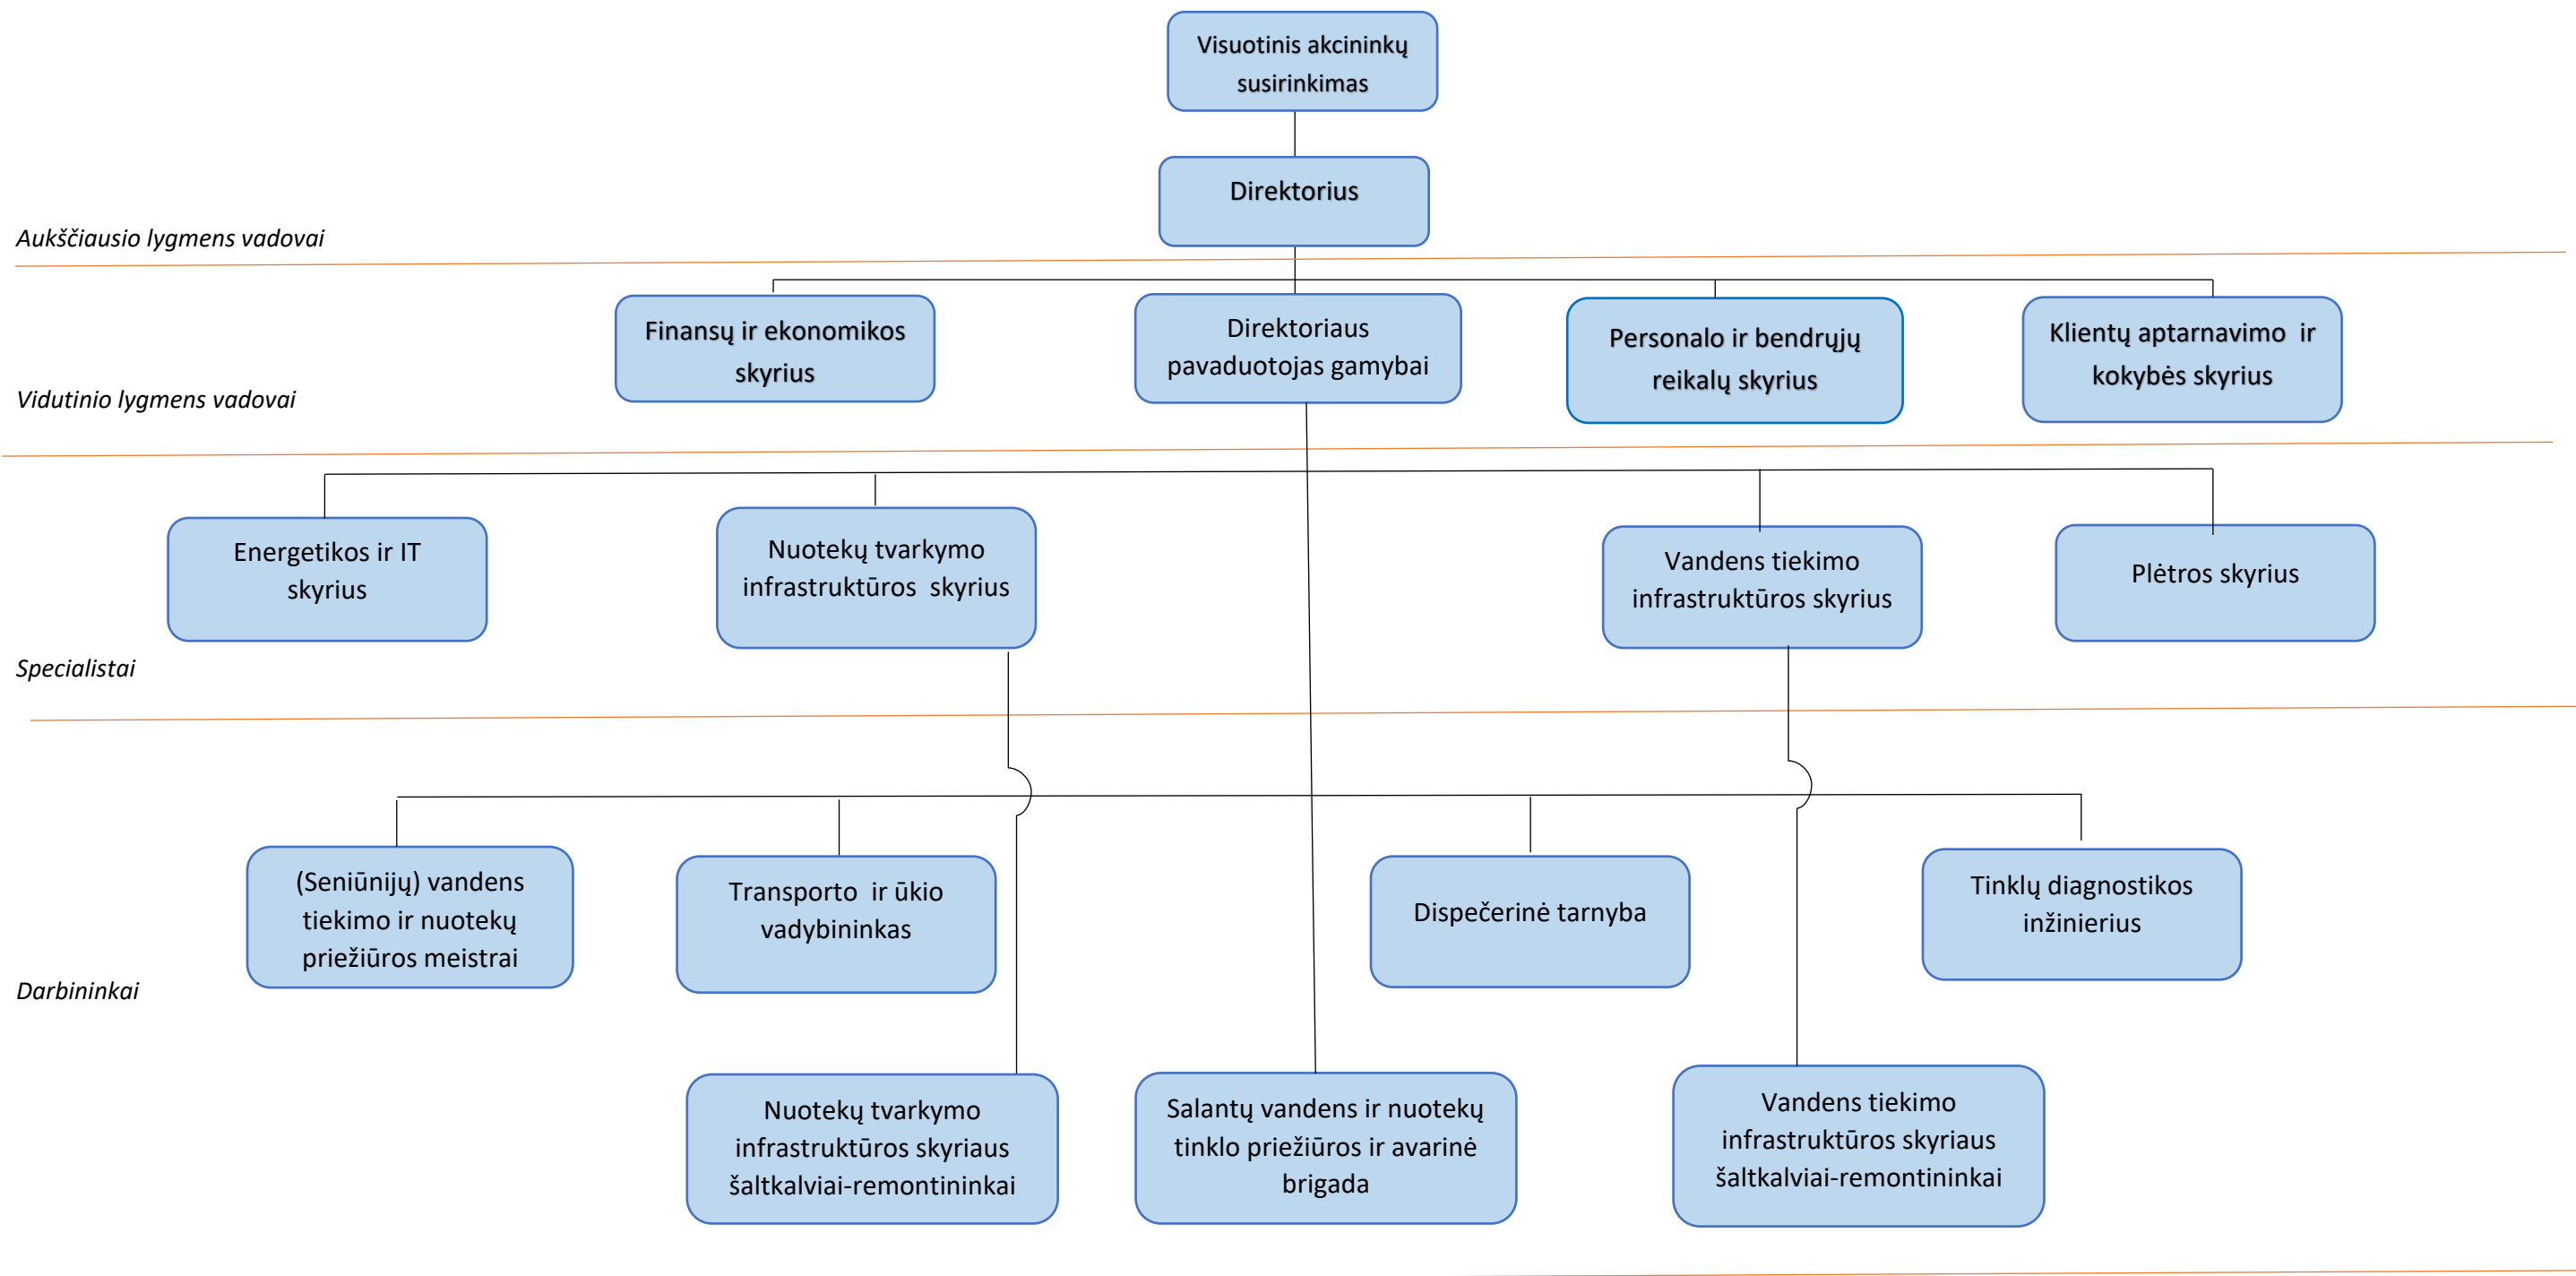 Visuotinis akcininkų
susirinkimas
Direktorius
Aukščiausio lygmens vadovai
Finansų ir ekonomikos
skyrius
Direktoriaus
pavaduotojas gamybai
Personalo ir bendrųjų
reikalų skyrius
Klientų aptarnavimo ir
kokybės skyrius
Vidutinio lygmens vadovai
Energetikos ir IT
skyrius
Nuotekų tvarkymo
infrastruktūros skyrius
Vandens tiekimo
infrastruktūros skyrius
Plėtros skyrius
Specialistai
(Seniūnijų) vandens
tiekimo ir nuotekų
priežiūros meistrai
Transporto ir ūkio
vadybininkas
Dispečerinė tarnyba
Tinklų diagnostikos
inžinierius
Darbininkai
Nuotekų tvarkymo
infrastruktūros skyriaus
šaltkalviai-remontininkai
Salantų vandens ir nuotekų
tinklo priežiūros ir avarinė
brigada
Vandens tiekimo
infrastruktūros skyriaus
šaltkalviai-remontininkai